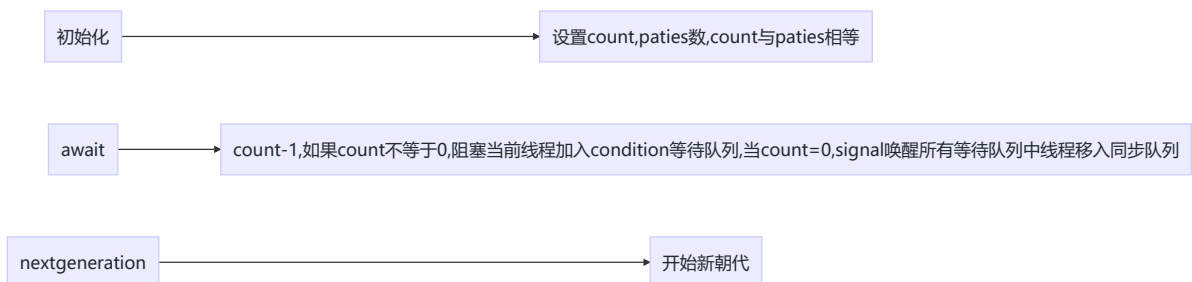 初始化
设置count,paties数,count与paties相等
await
count-1,如果count不等于0,阻塞当前线程加入condition等待队列,当count=0,signal唤醒所有等待队列中线程移入同步队列
nextgeneration
开始新朝代